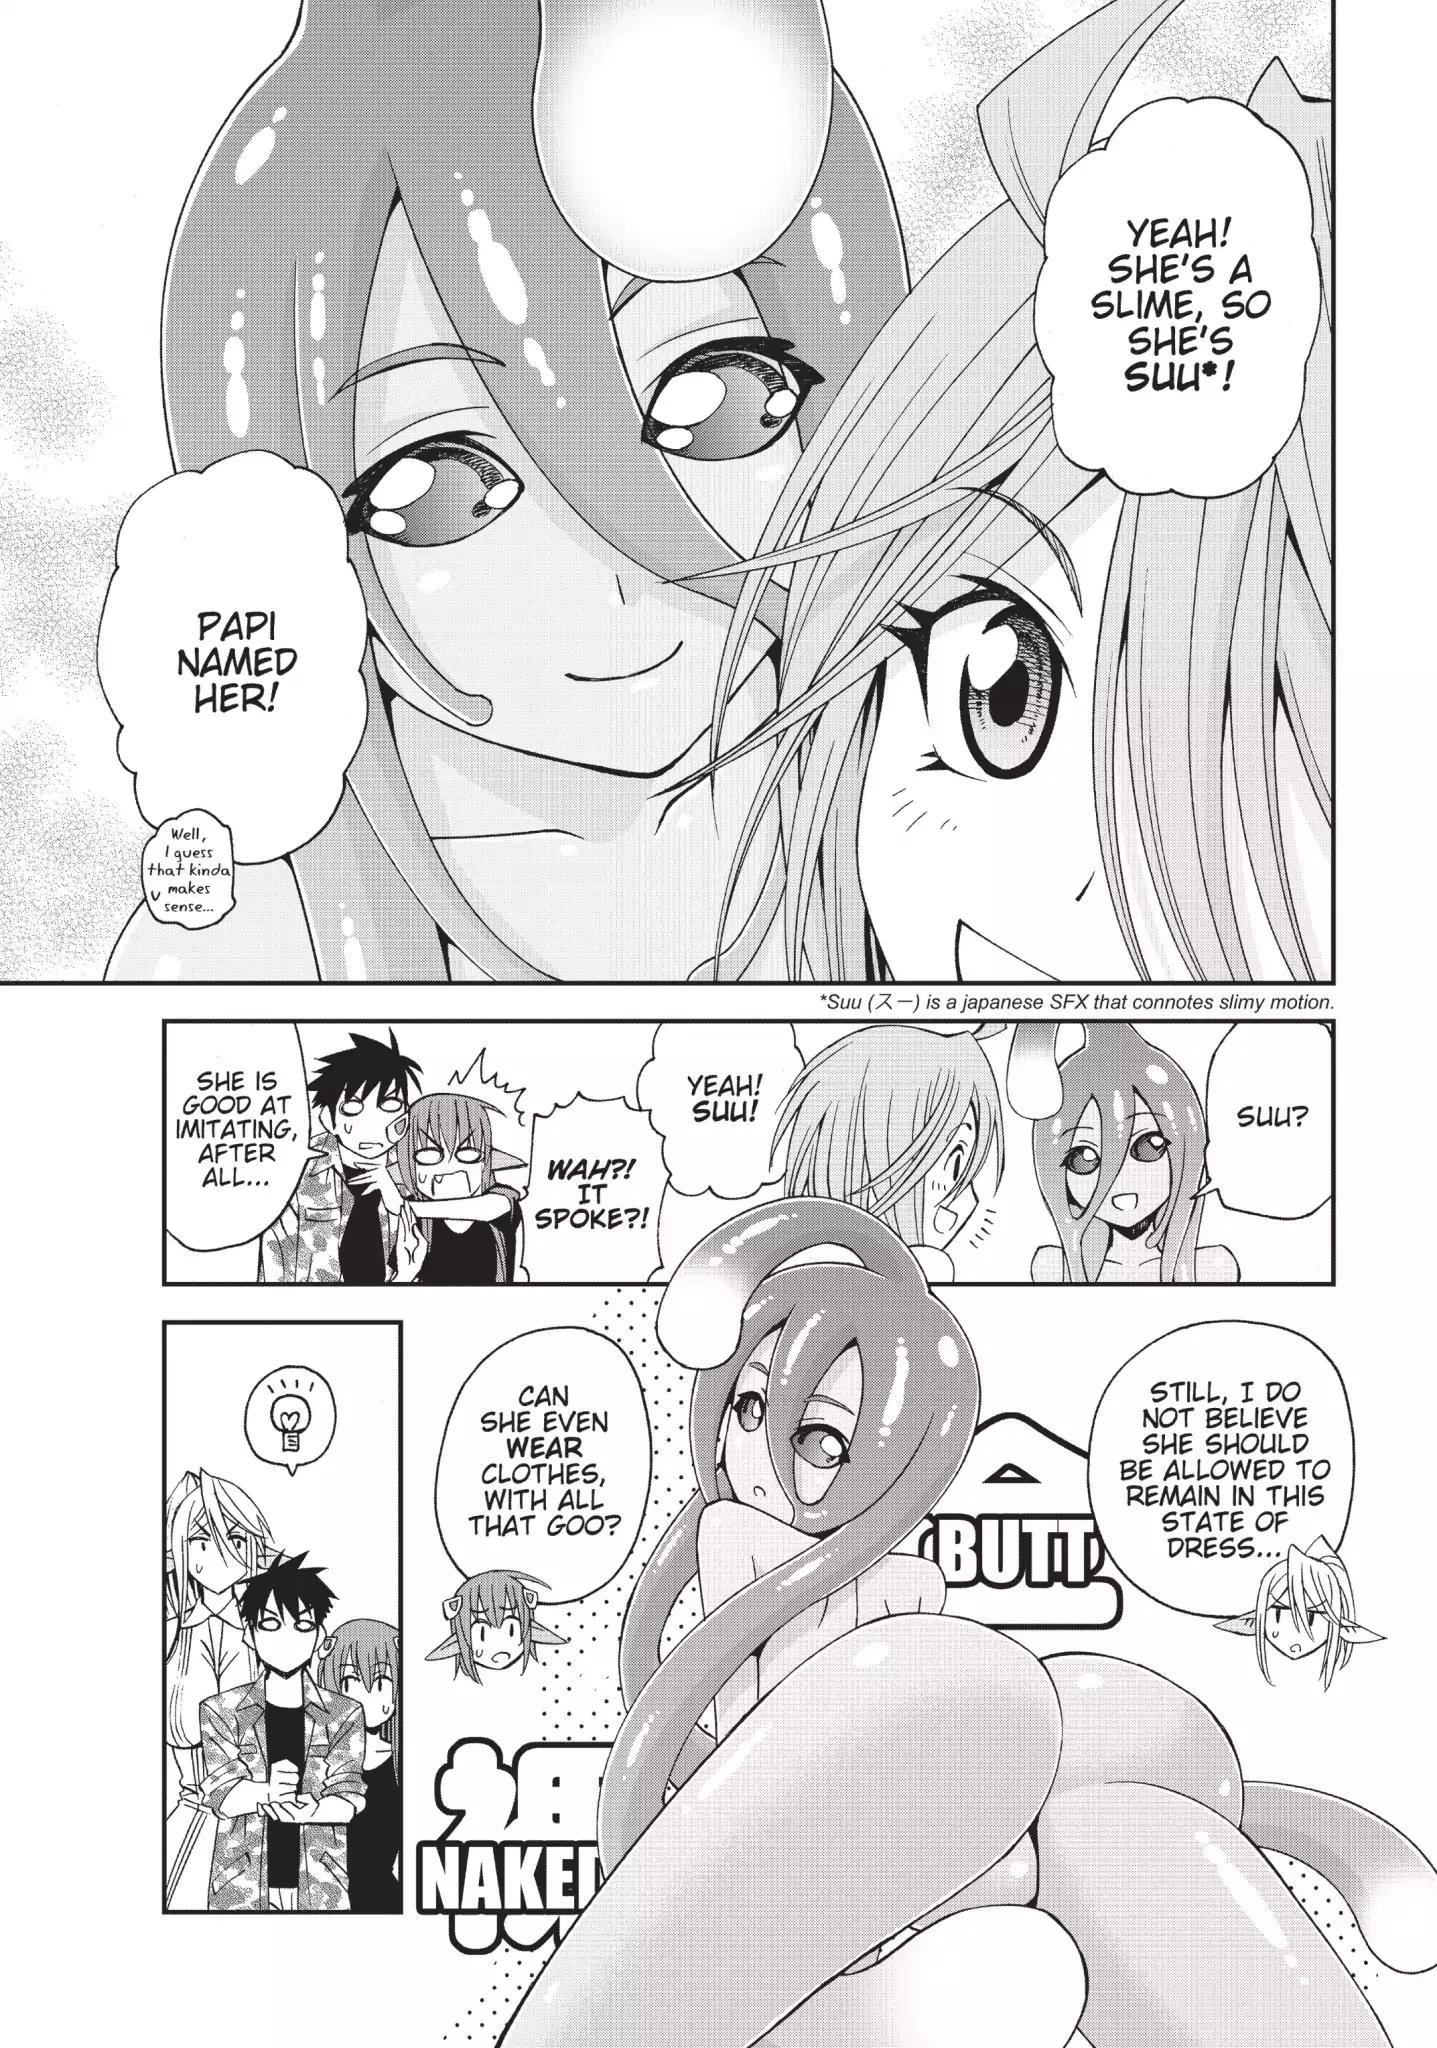 YEAH!
SHE'S A
SLIME, SO
SHE'S
SUU*!
PAPI
NAMED
HER!
Well,
I guess
that kinda
makes
sense...
*Suu (スー) is a japanese SFX that connotes slimy motion.
SUU?
YEAH!
SUU!
WAH?!
IT
SPOKE?!
SHE IS
GOOD AT
IMITATING,
AFTER
ALL...
STILL, I DO
NOT BELIEVE
SHE SHOULD
BE ALLOWED TO
REMAIN IN THIS
STATE OF
DRESS...
BUTT
CAN
SHE EVEN
WEAR
CLOTHES,
WITH ALL
THAT GOO?
NAKED